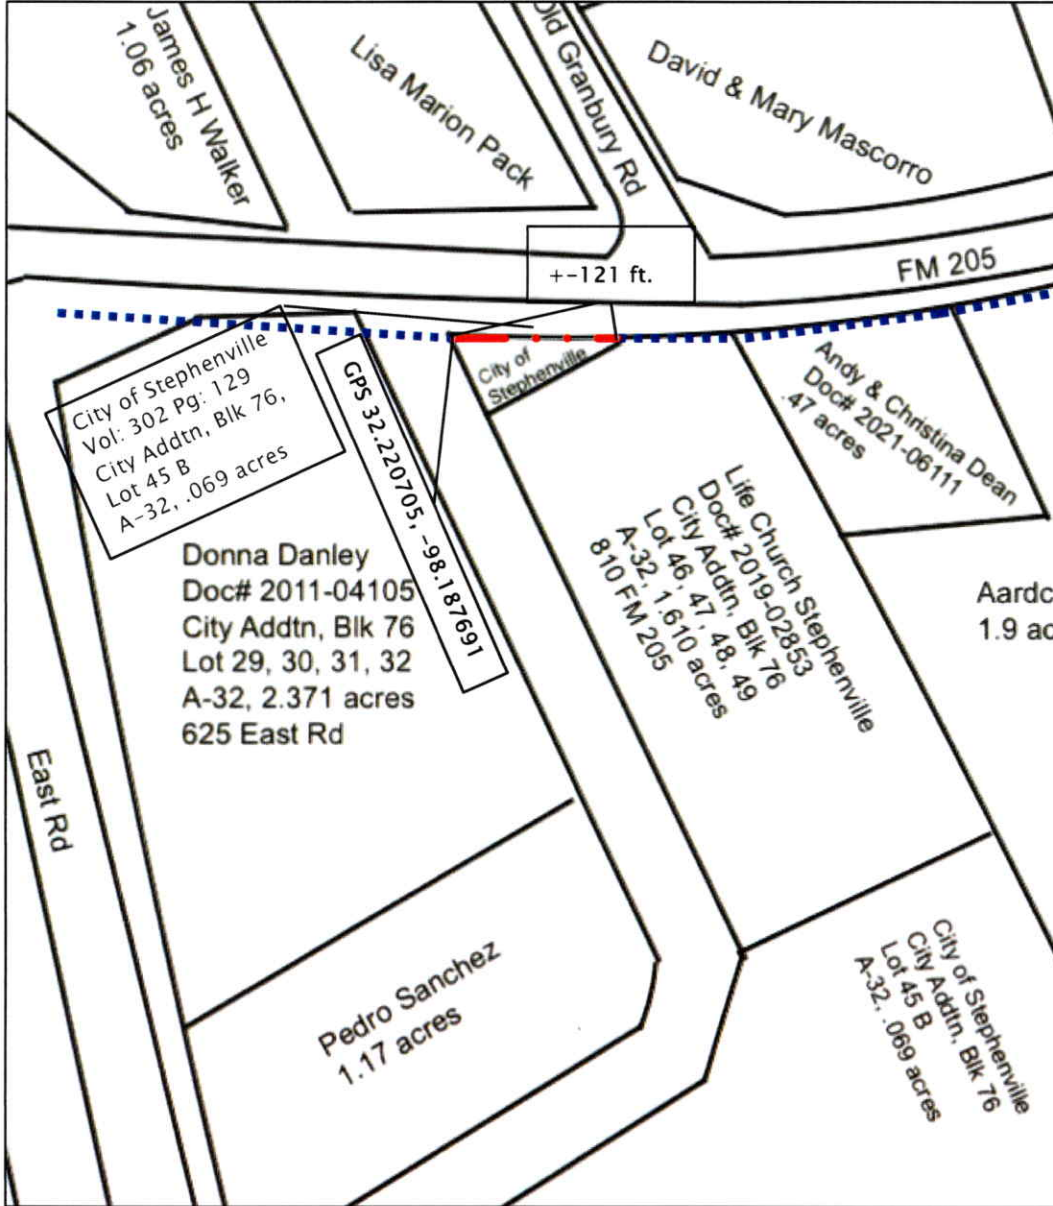 James H Walker
1.06 acres
Lisa Marion Pack
Old Granbury Rd
David & Mary Mascorro
FM 205
+-121 ft.
City of Stephenville
Vol: 302 Pg: 129
City Addtn, Blk 76,
Lot 45 B
A-32, .069 acres
GPS 32.220705, -98.187691
City of
Stephenville
Andy & Christina Dean
Doc# 2021-06111
.47 acres
Donna Danley
Doc# 2011-04105
City Addtn, Blk 76
Lot 29, 30, 31, 32
A-32, 2.371 acres
625 East Rd
Life Church Stephenville
Doc# 2019-02853
City Addtn, Blk 76
Lot 46, 47, 48, 49
A-32, 1.610 acres
810 FM 205
Aardc
1.9 ac
East Rd
Pedro Sanchez
1.17 acres
City of Stephenville
City Addtn, Blk 76
Lot 45 B
A-32, .069 acres